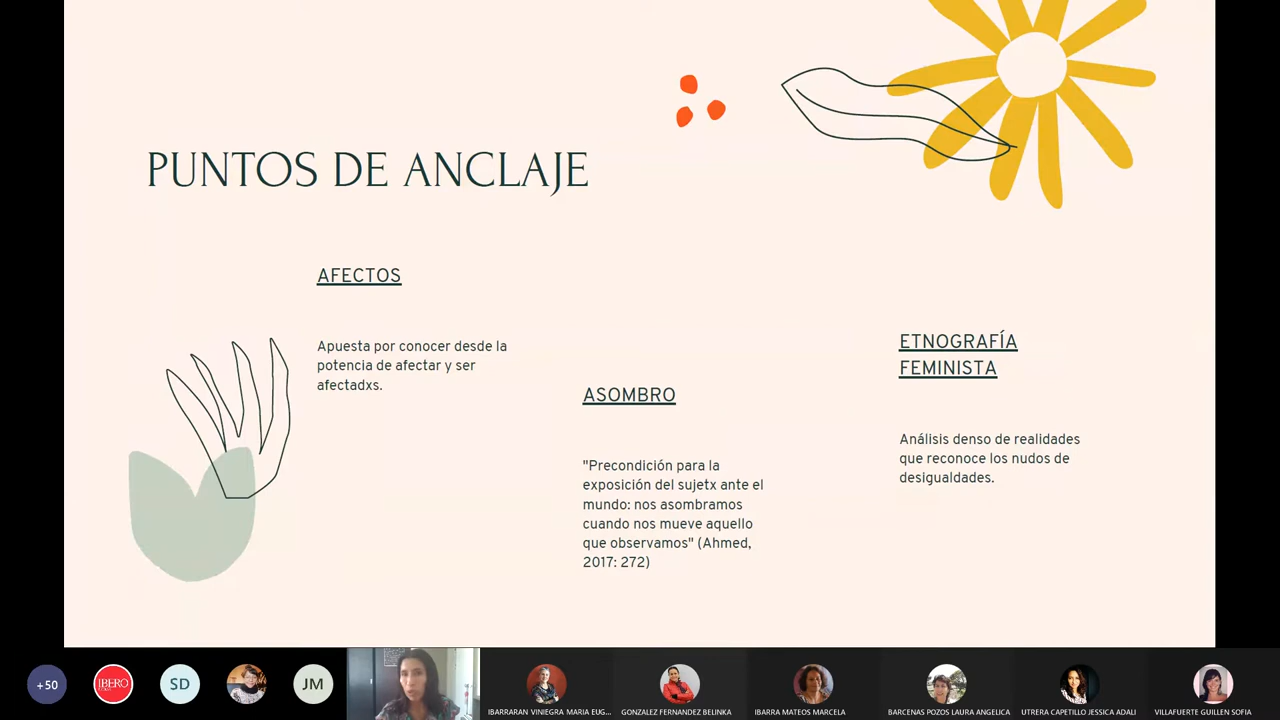 PUNTOS DE ANCLAJE
AFECTOS
Apuesta por conocer desde la
potencia de afectar y ser
afectadxs.
ASOMBRO
"Precondición para la
exposición del sujetx ante el
mundo: nos asombramos
cuando nos mueve aquello
que observamos" (Ahmed,
2017: 272)
ETNOGRAFÍA
FEMINISTA
Análisis denso de realidades
que reconoce los nudos de
desigualdades.
+50
IBERO
SD
JM
IBARRARAN VINIEGRA MARIA EUG...
GONZALEZ FERNANDEZ BELINKA
IBARRA MATEOS MARCELA
BARCENAS POZOS LAURA ANGELICA
UTRERA CAPETILLO JESSICA ADALI
VILLAFUERTE GUILLEN SOFIA